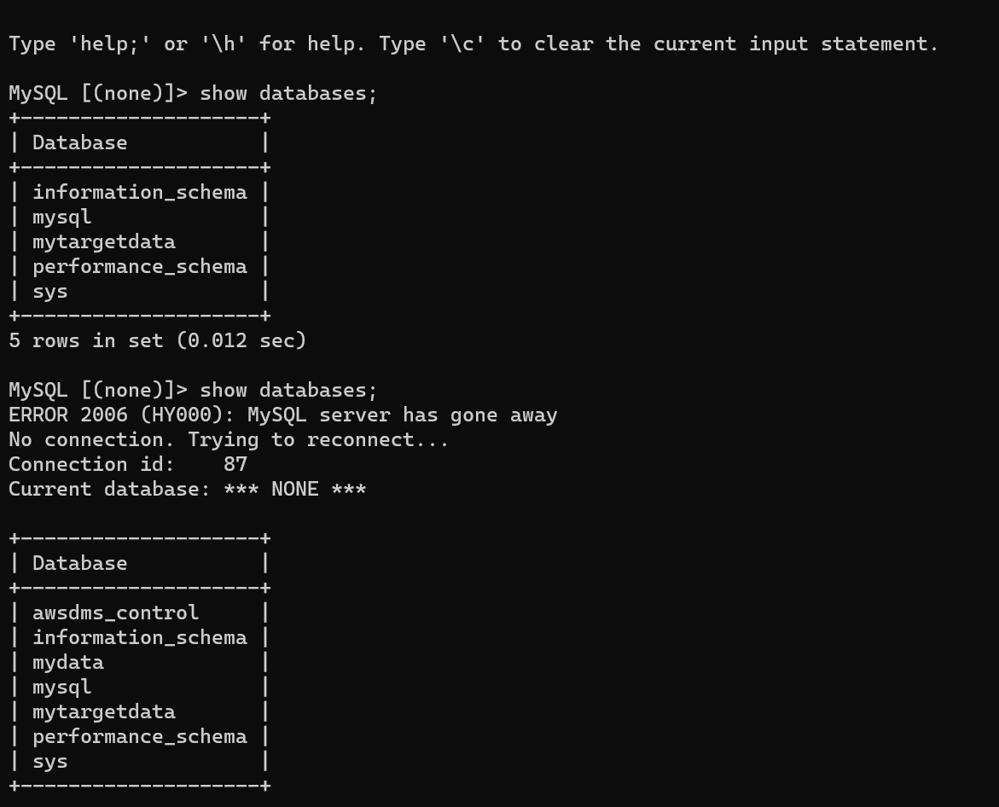 Type 'help;' or '\h' for help. Type '\c' to clear the current input statement.
MySQL [(none)]> show databases;
+--------------------+
| Database           |
+--------------------+
| information_schema |
| mysql              |
| mytargetdata       |
| performance_schema |
| sys                |
+--------------------+
5 rows in set (0.012 sec)
MySQL [(none)]> show databases;
ERROR 2006 (HY000): MySQL server has gone away
No connection. Trying to reconnect...
Connection id:    87
Current database: *** NONE ***
+--------------------+
| Database           |
+--------------------+
| awsdms_control     |
| information_schema |
| mydata             |
| mysql              |
| mytargetdata       |
| performance_schema |
| sys                |
+--------------------+